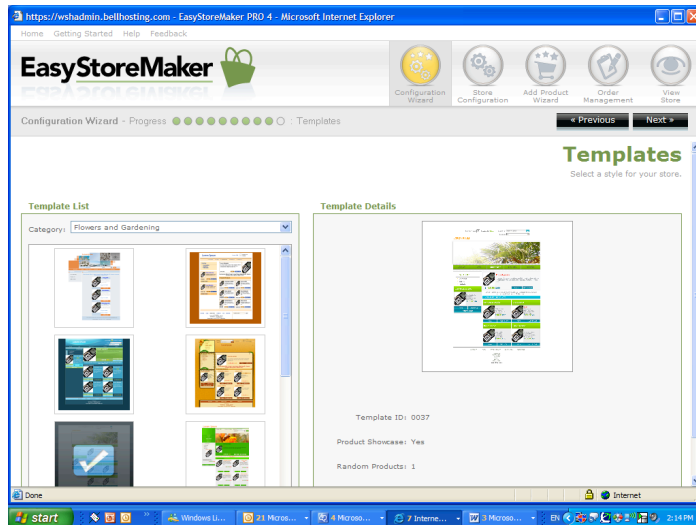 https://wshadmin.bellhosting.com - EasyStoreMaker PRO 4 - Microsoft Internet Explorer
Home Getting Started Help Feedback
EasyStoreMaker
Configuration Wizard
Store Configuration
Add Product Wizard
Order Management
View Store
Configuration Wizard - Progress : Templates
« Previous Next »
Templates
Select a style for your store.
Template List
Template Details
Category: Flowers and Gardening
Template ID: 0037
Product Showcase: Yes
Random Products: 1
Done
Internet
start
Windows Li...
21 Micros...
4 Microso...
7 Interne...
3 Microso...
EN
2:14 PM